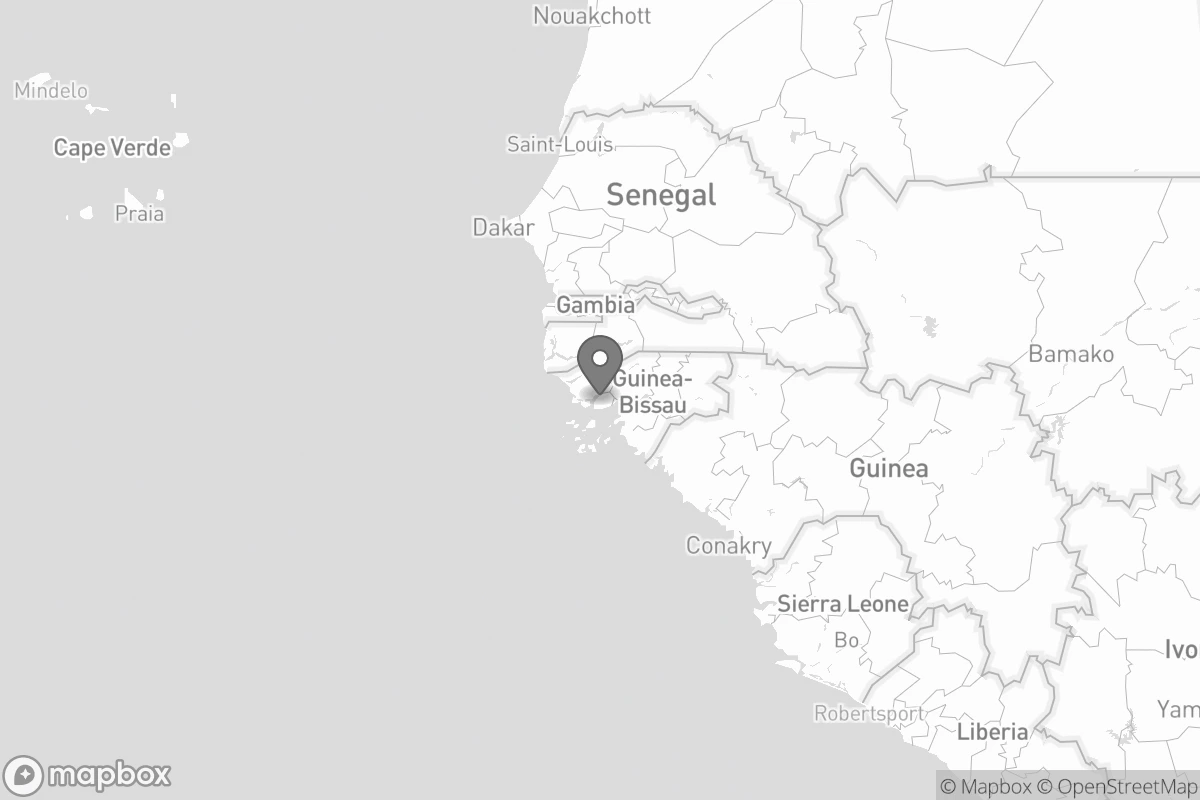 Nouakchott
Mindelo
Cape Verde
Saint-Louis
Senegal
Praia
Dakar
Gambia
Bamako
Guinea-
Bissau
Guinea
Conakry
Sierra Leone
Bo
Ivo
Robertsport
Yam
Liberia
mapbox
© Mapbox © OpenStreetMap